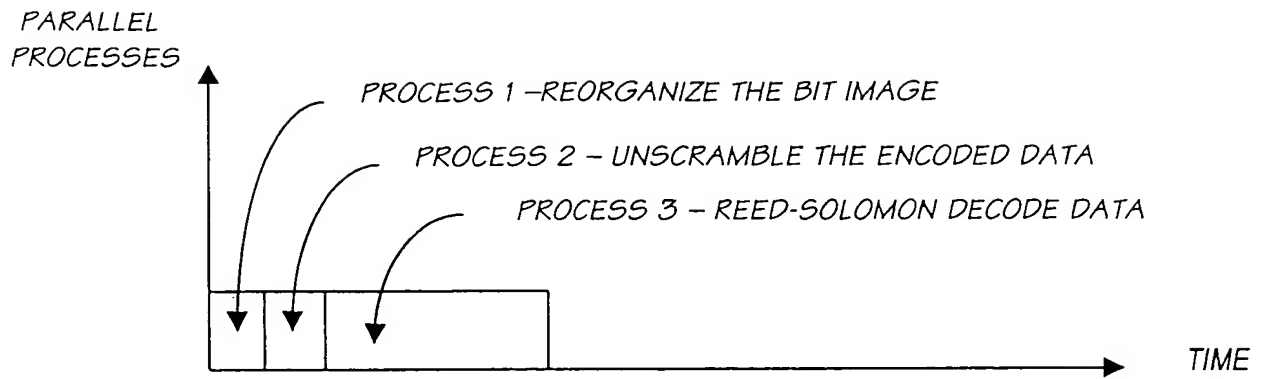 PARALLEL
PROCESSES
PROCESS 1 –REORGANIZE THE BIT IMAGE
PROCESS 2 – UNSCRAMBLE THE ENCODED DATA
PROCESS 3 – REED-SOLOMON DECODE DATA
TIME